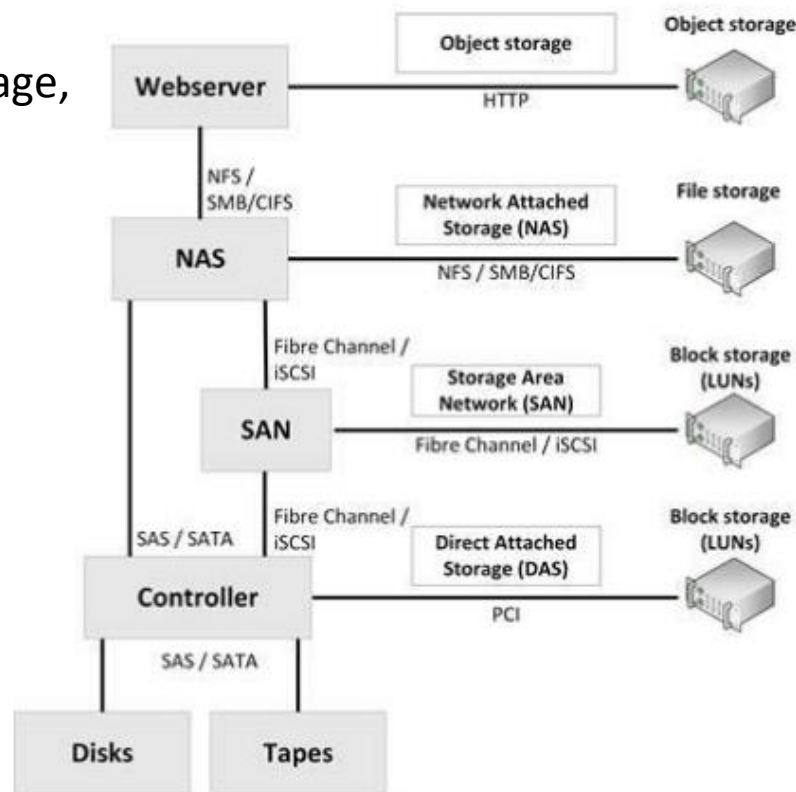 age,
Object storage
Object storage
Webserver
HTTP
NFS /
SMB/CIFS
Network Attached
Storage (NAS)
File storage
NAS
NFS / SMB/CIFS
Fibre Channel /
iSCSI
Storage Area
Network (SAN)
Block storage
(LUNs)
SAN
Fibre Channel / iSCSI
SAS / SATA
Fibre Channel /
iSCSI
Direct Attached
Storage (DAS)
Block storage
(LUNs)
Controller
PCI
SAS / SATA
Disks
Tapes